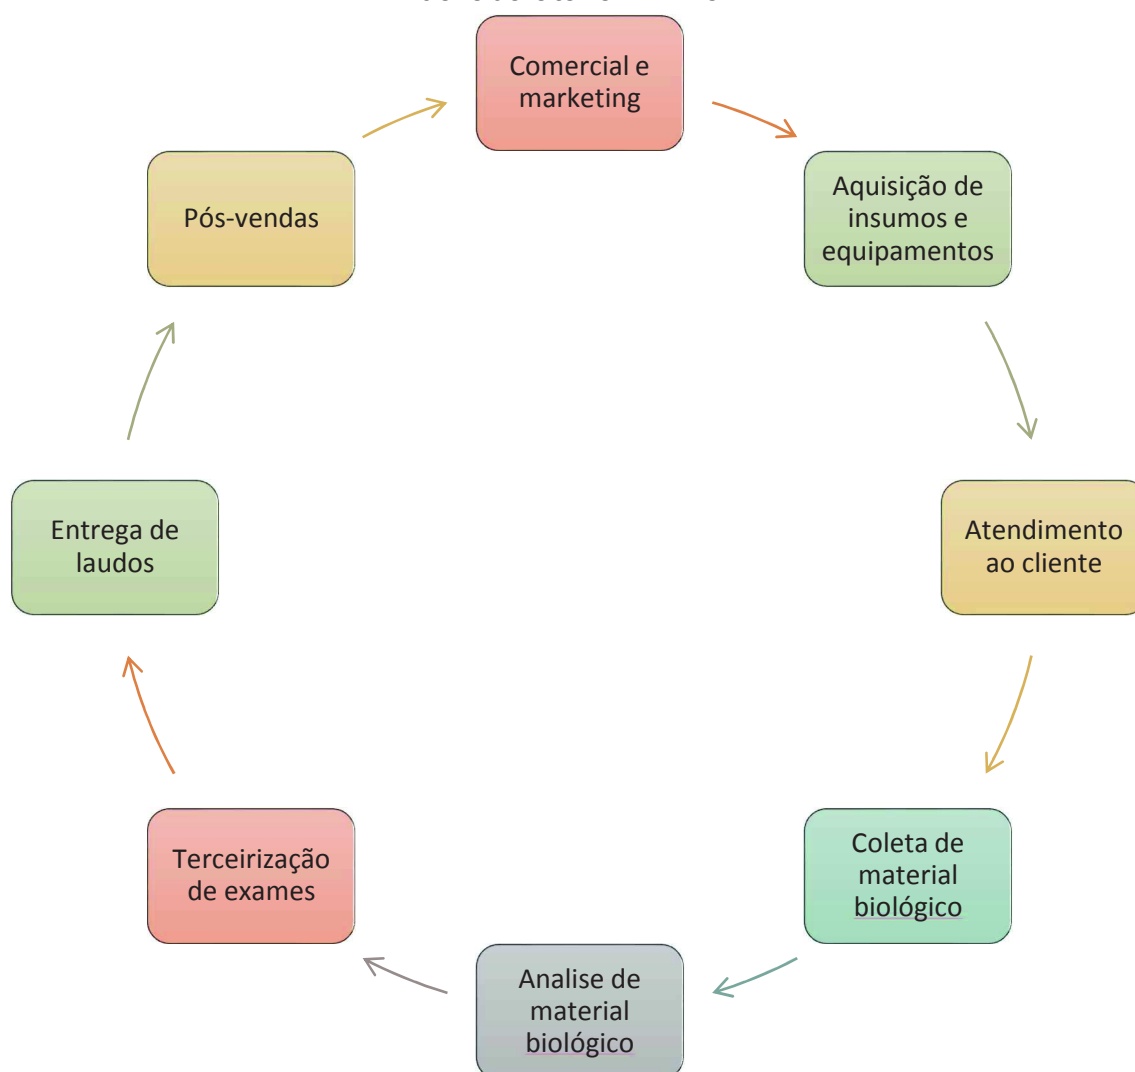 Comercial e
marketing
Aquisição de
insumos e
equipamentos
Atendimento
ao cliente
Coleta de
material
biológico
Analise de
material
biológico
Terceirização
de exames
Entrega de
laudos
Pós-vendas